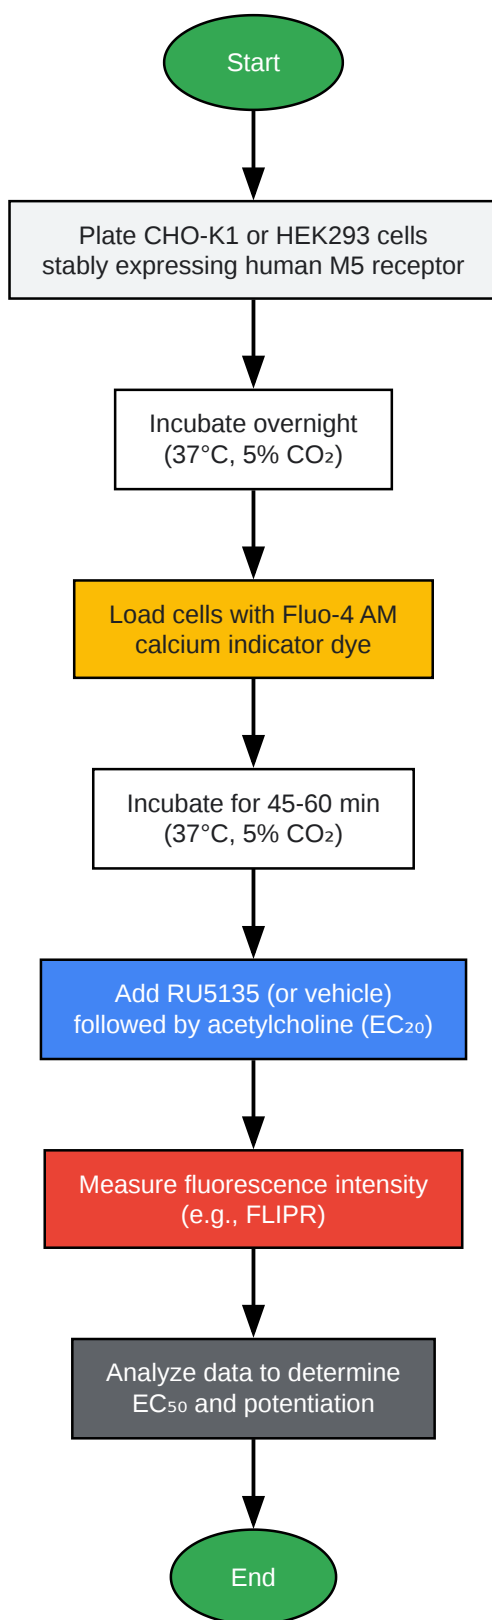 Start
Plate CHO-K1 or HEK293 cells
stably expressing human M5 receptor
Incubate overnight
(37°C, 5% CO₂)
Load cells with Fluo-4 AM
calcium indicator dye
Incubate for 45-60 min
(37°C, 5% CO₂)
Add RU5135 (or vehicle)
followed by acetylcholine (EC₂₀)
Measure fluorescence intensity
(e.g., FLIPR)
Analyze data to determine
EC₅₀ and potentiation
End